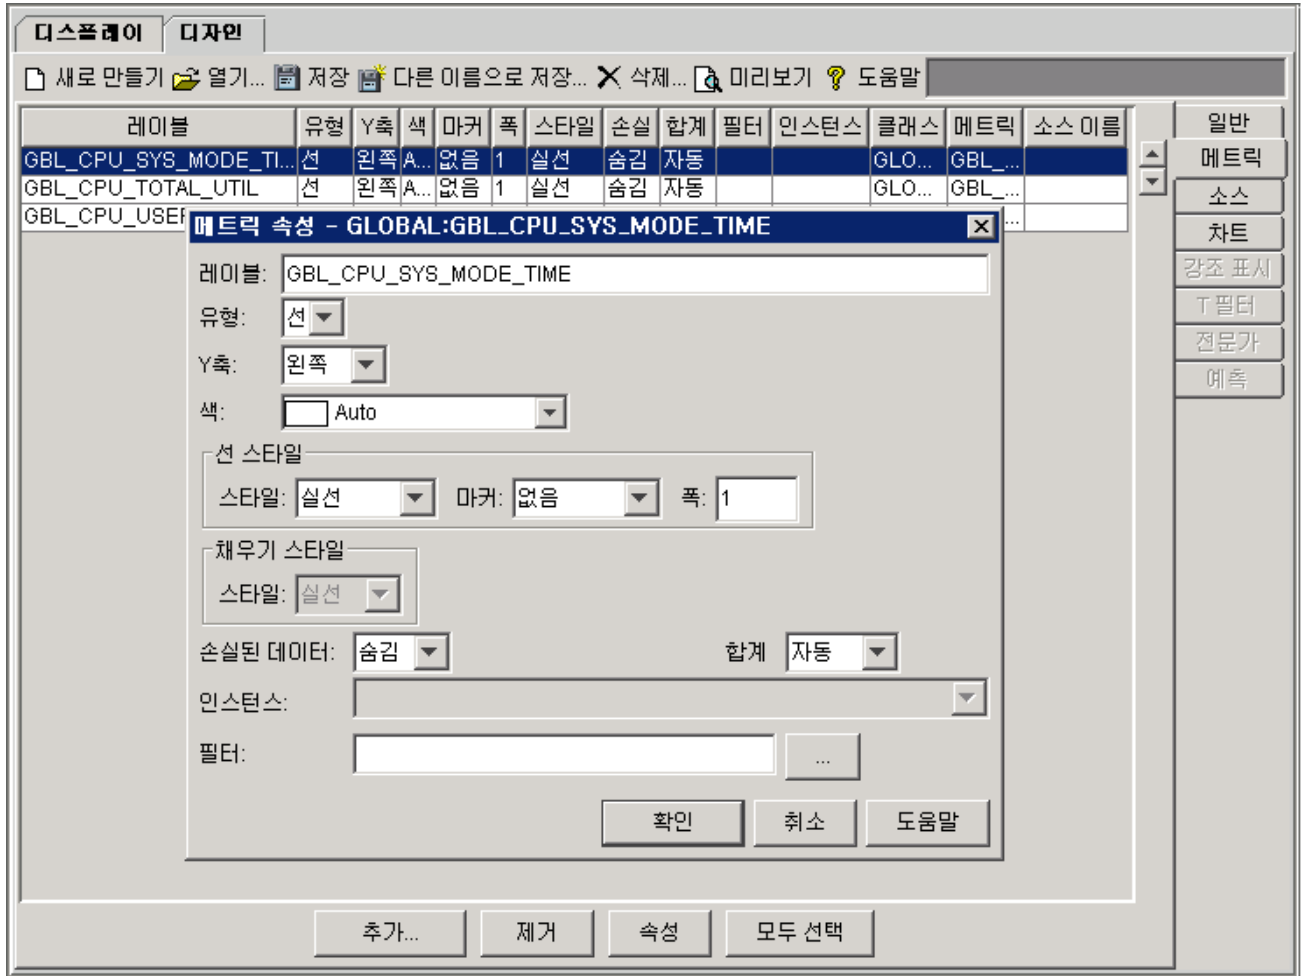 디스플레이 디자인
새로 만들기 열기... 저장 다른 이름으로 저장... 삭제... 미리보기 도움말
레이블 유형 Y축 색 마커 폭 스타일 손실 합계 필터 인스턴스 클래스 메트릭 소스 이름
GBL_CPU_SYS_MODE_TI... 선 왼쪽 A... 없음 1 실선 숨김 자동 GLO... GBL_...
GBL_CPU_TOTAL_UTIL 선 왼쪽 A... 없음 1 실선 숨김 자동 GLO... GBL_...
GBL_CPU_USER
메트릭 속성 - GLOBAL:GBL_CPU_SYS_MODE_TIME
레이블: GBL_CPU_SYS_MODE_TIME
유형: 선
Y축: 왼쪽
색: Auto
선 스타일
스타일: 실선 마커: 없음 폭: 1
채우기 스타일
스타일: 실선
손실된 데이터: 숨김 합계 자동
인스턴스:
필터: ...
확인 취소 도움말
추가... 제거 속성 모두 선택
일반
메트릭
소스
차트
강조 표시
T 필터
전문가
예측